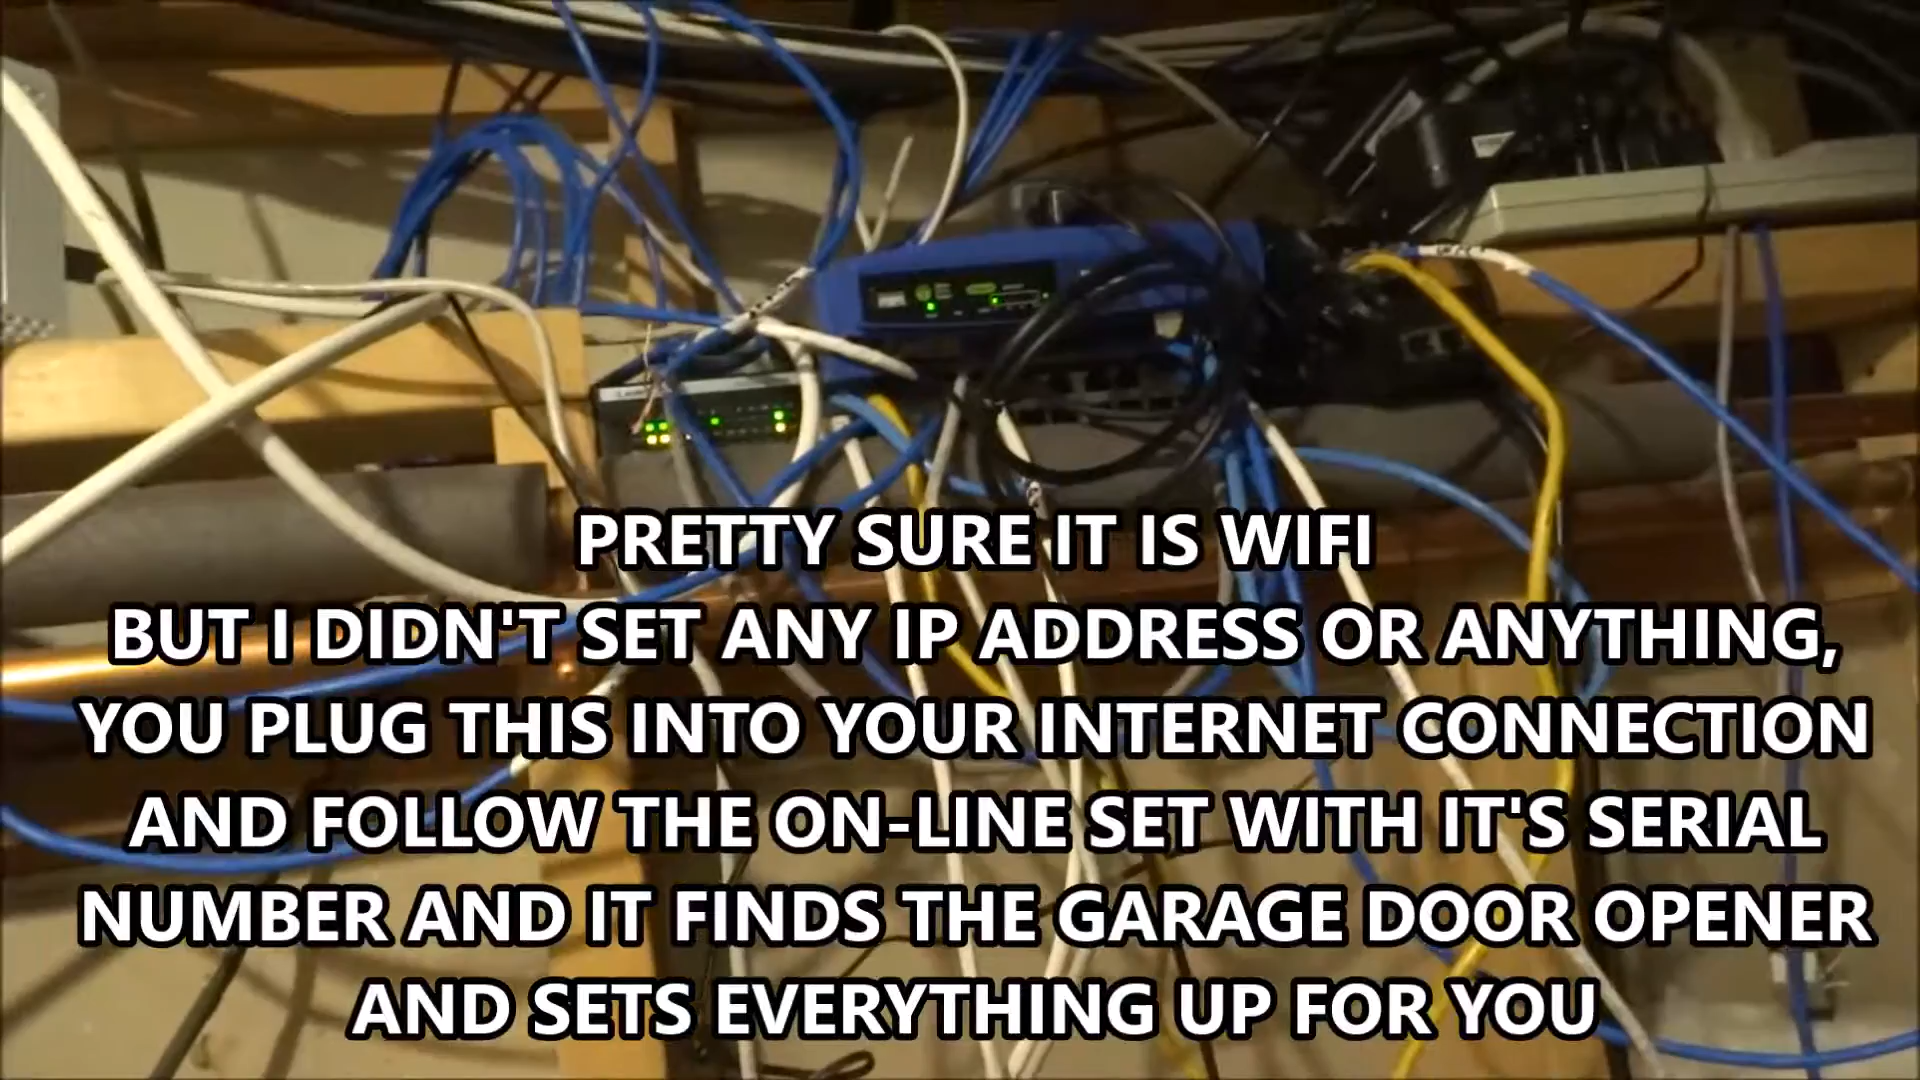 PRETTY SURE IT IS WIFI
BUT I DIDN'T SET ANY IP ADDRESS OR ANYTHING,
YOU PLUG THIS INTO YOUR INTERNET CONNECTION
AND FOLLOW THE ON-LINE SET WITH IT'S SERIAL
NUMBER AND IT FINDS THE GARAGE DOOR OPENER
AND SETS EVERYTHING UP FOR YOU